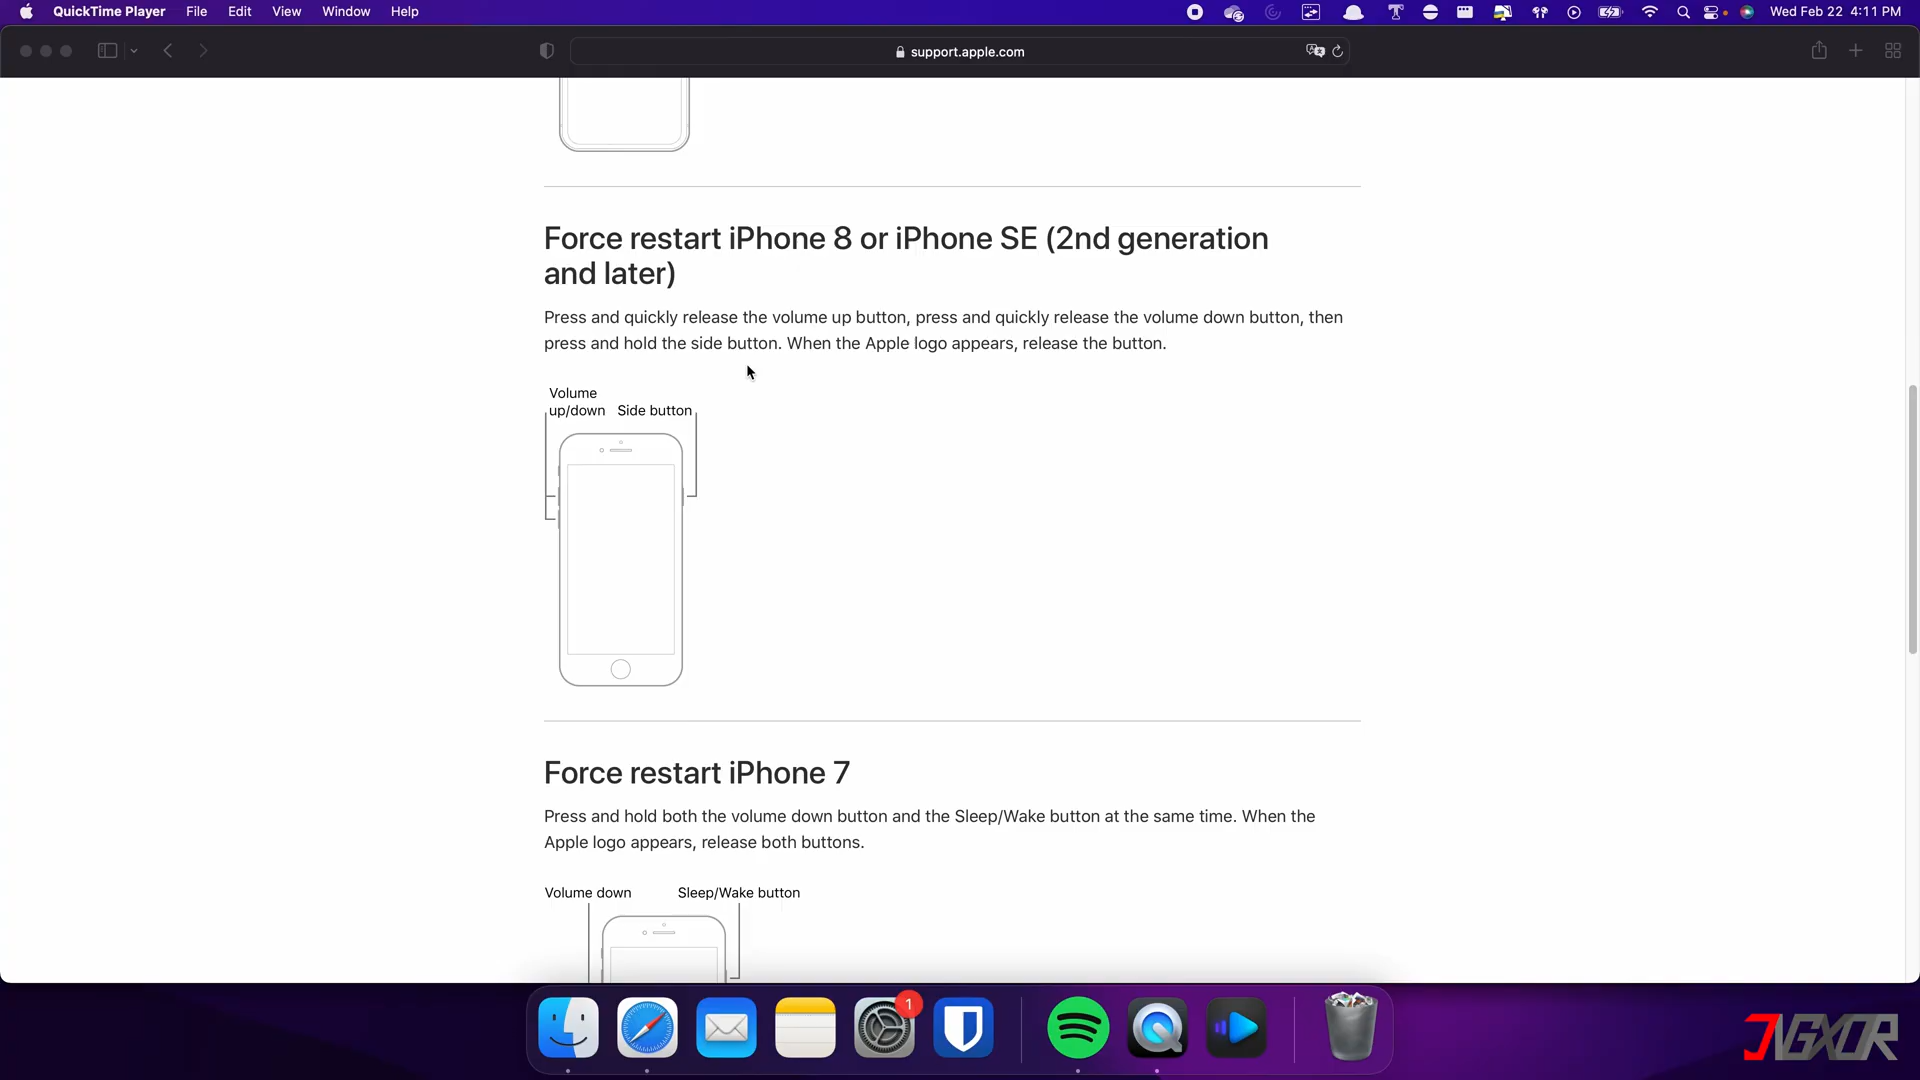 QuickTime Player File Edit View Window Help Wed Feb 22 4:11 PM
support.apple.com
Force restart iPhone 8 or iPhone SE (2nd generation
and later)
Press and quickly release the volume up button, press and quickly release the volume down button, then
press and hold the side button. When the Apple logo appears, release the button.
Volume
up/down Side button
Force restart iPhone 7
Press and hold both the volume down button and the Sleep/Wake button at the same time. When the
Apple logo appears, release both buttons.
Volume down Sleep/Wake button
1